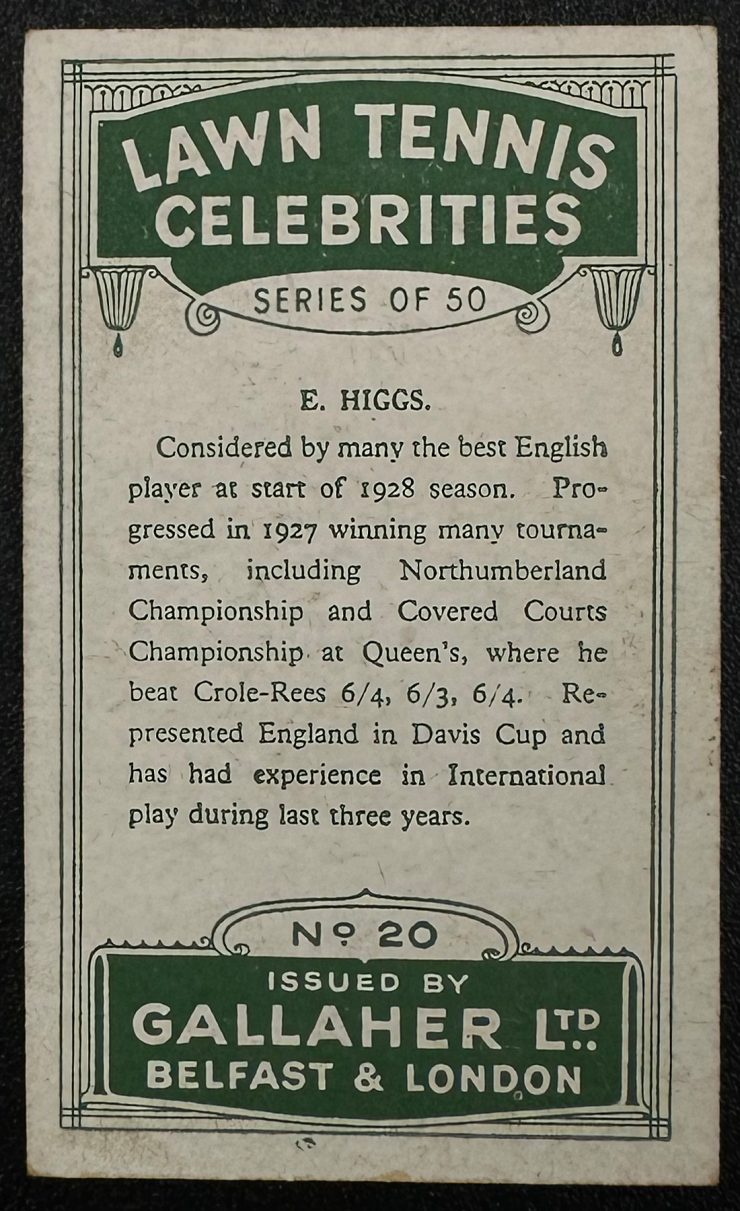 LAWN TENNIS
CELEBRITIES
SERIES OF 50
E. HIGGS.
Considered by many the best English
player at start of 1928 season. Pro-
gressed in 1927 winning many tourna-
ments, including Northumberland
Championship and Covered Courts
Championship at Queen's, where he
beat Crole-Rees 6/4, 6/3, 6/4. Re-
presented England in Davis Cup and
has had experience in International
play during last three years.
Nº 20
ISSUED BY
GALLAHER LTD
BELFAST & LONDON